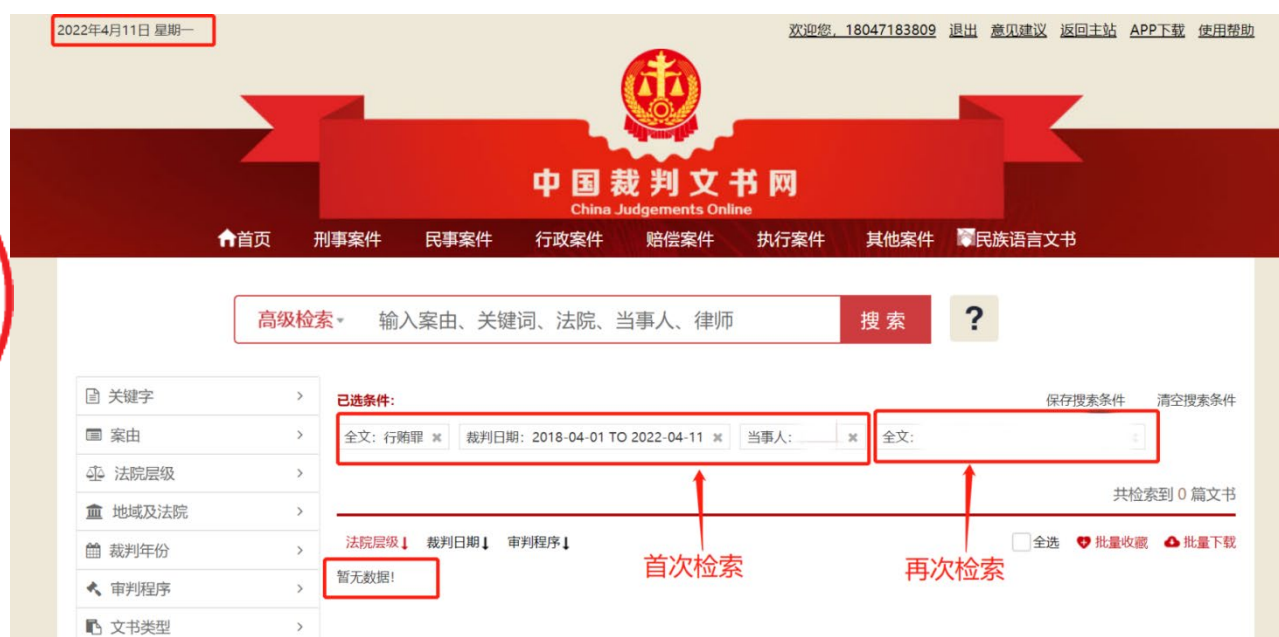 2022年4月11日 星期一
欢迎您，18047183809 退出 意见建议 返回主站 APP下载 使用帮助
中国裁判文书网
China Judgements Online
首页 刑事案件 民事案件 行政案件 赔偿案件 执行案件 其他案件 民族语言文书
高级检索 输入案由、关键词、法院、当事人、律师 搜索 ?
关键字
案由
法院层级
地域及法院
裁判年份
审判程序
文书类型
已选条件:
保存搜索条件 清空搜索条件
全文: 行贿罪 × 裁判日期: 2018-04-01 TO 2022-04-11 × 当事人: × 全文:
共检索到 0 篇文书
法院层级↓ 裁判日期↓ 审判程序↓ 全选 批量收藏 批量下载
暂无数据!
首次检索
再次检索